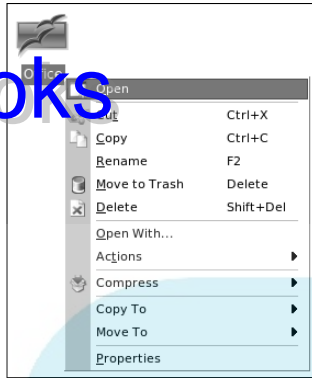 Office
oks
Open
Cut Ctrl+X
Copy Ctrl+C
Rename F2
Move to Trash Delete
Delete Shift+Del
Open With...
Actions
Compress
Copy To
Move To
Properties